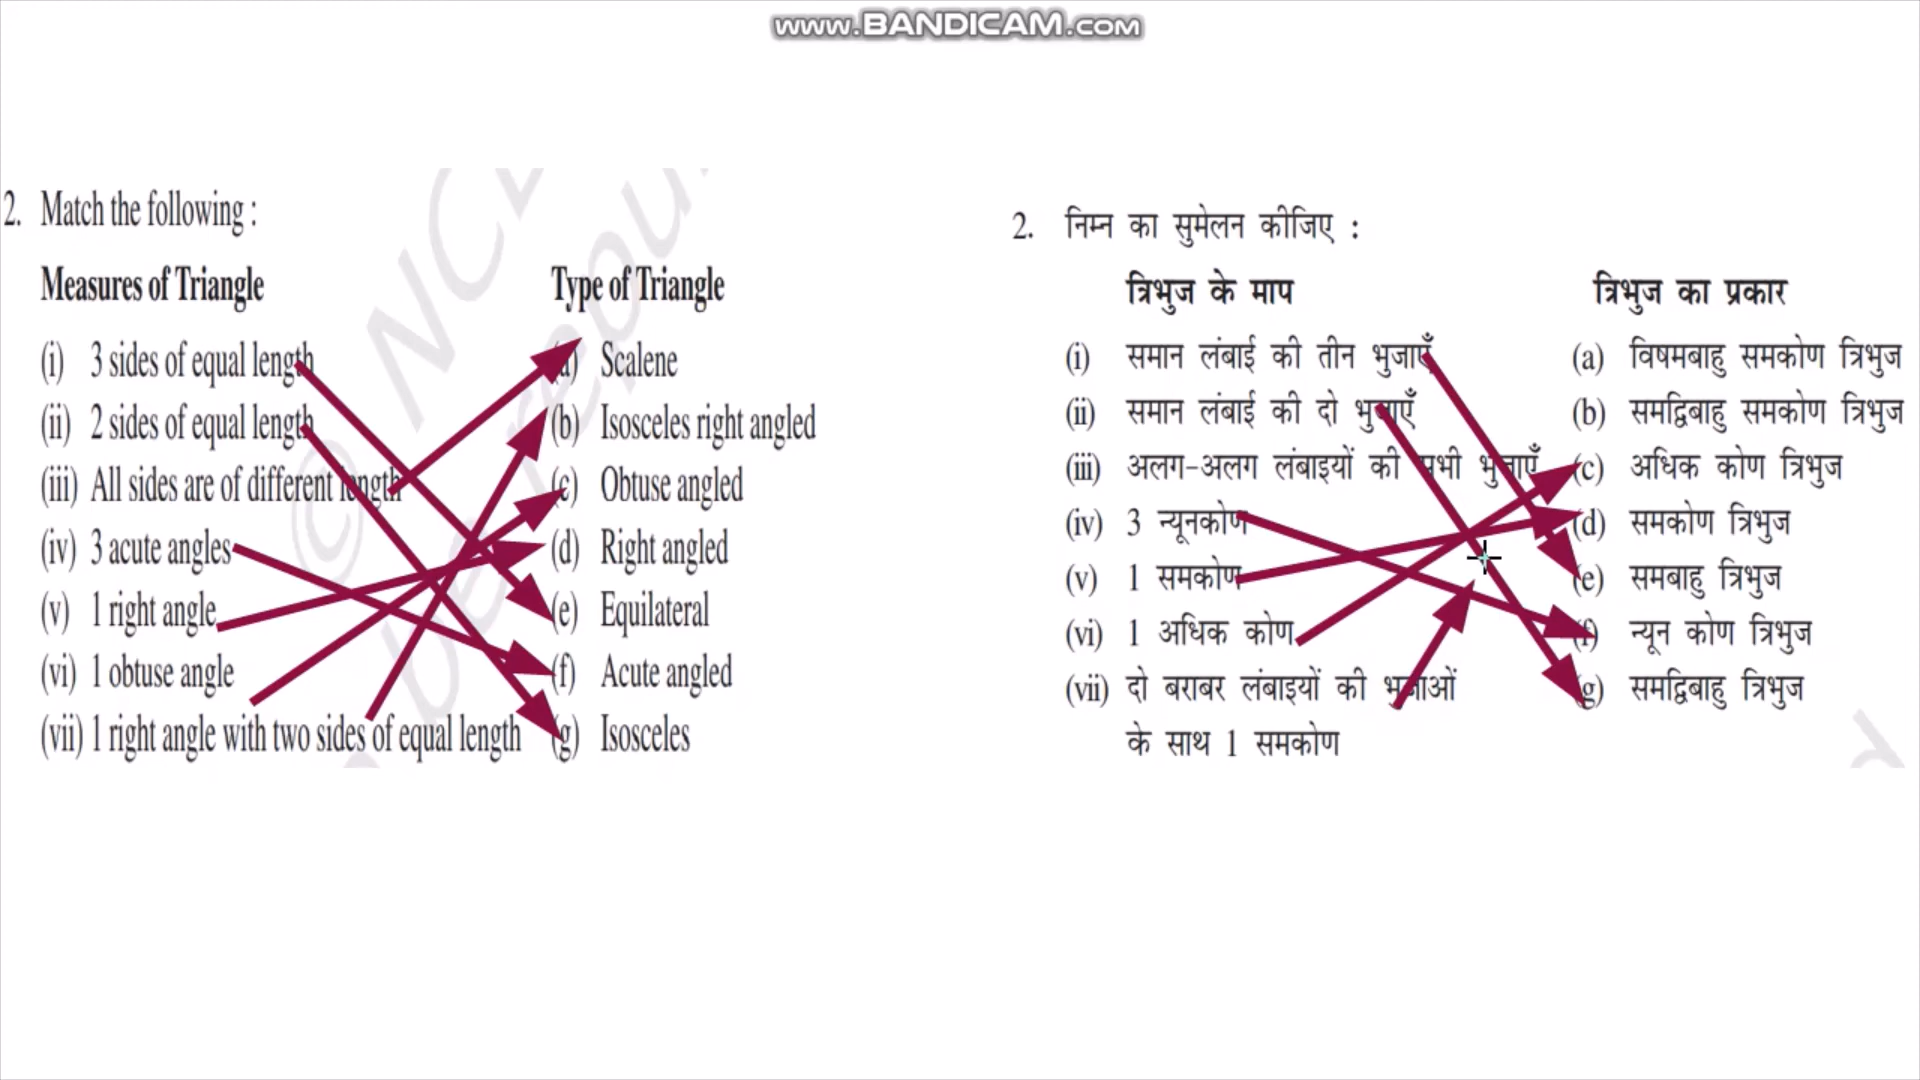 www.BANDICAM.com
2. Match the following :
Measures of Triangle Type of Triangle
(i) 3 sides of equal length (a) Scalene
(ii) 2 sides of equal length (b) Isosceles right angled
(iii) All sides are of different length (c) Obtuse angled
(iv) 3 acute angles (d) Right angled
(v) 1 right angle (e) Equilateral
(vi) 1 obtuse angle (f) Acute angled
(vii) 1 right angle with two sides of equal length (g) Isosceles
2. निम्न का सुमेलन कीजिए :
त्रिभुज के माप त्रिभुज का प्रकार
(i) समान लंबाई की तीन भुजाएँ (a) विषमबाहु समकोण त्रिभुज
(ii) समान लंबाई की दो भुजाएँ (b) समद्विबाहु समकोण त्रिभुज
(iii) अलग-अलग लंबाइयों की सभी भुजाएँ (c) अधिक कोण त्रिभुज
(iv) 3 न्यूनकोण (d) समकोण त्रिभुज
(v) 1 समकोण (e) समबाहु त्रिभुज
(vi) 1 अधिक कोण (f) न्यून कोण त्रिभुज
(vii) दो बराबर लंबाइयों की भुजाओं (g) समद्विबाहु त्रिभुज
के साथ 1 समकोण